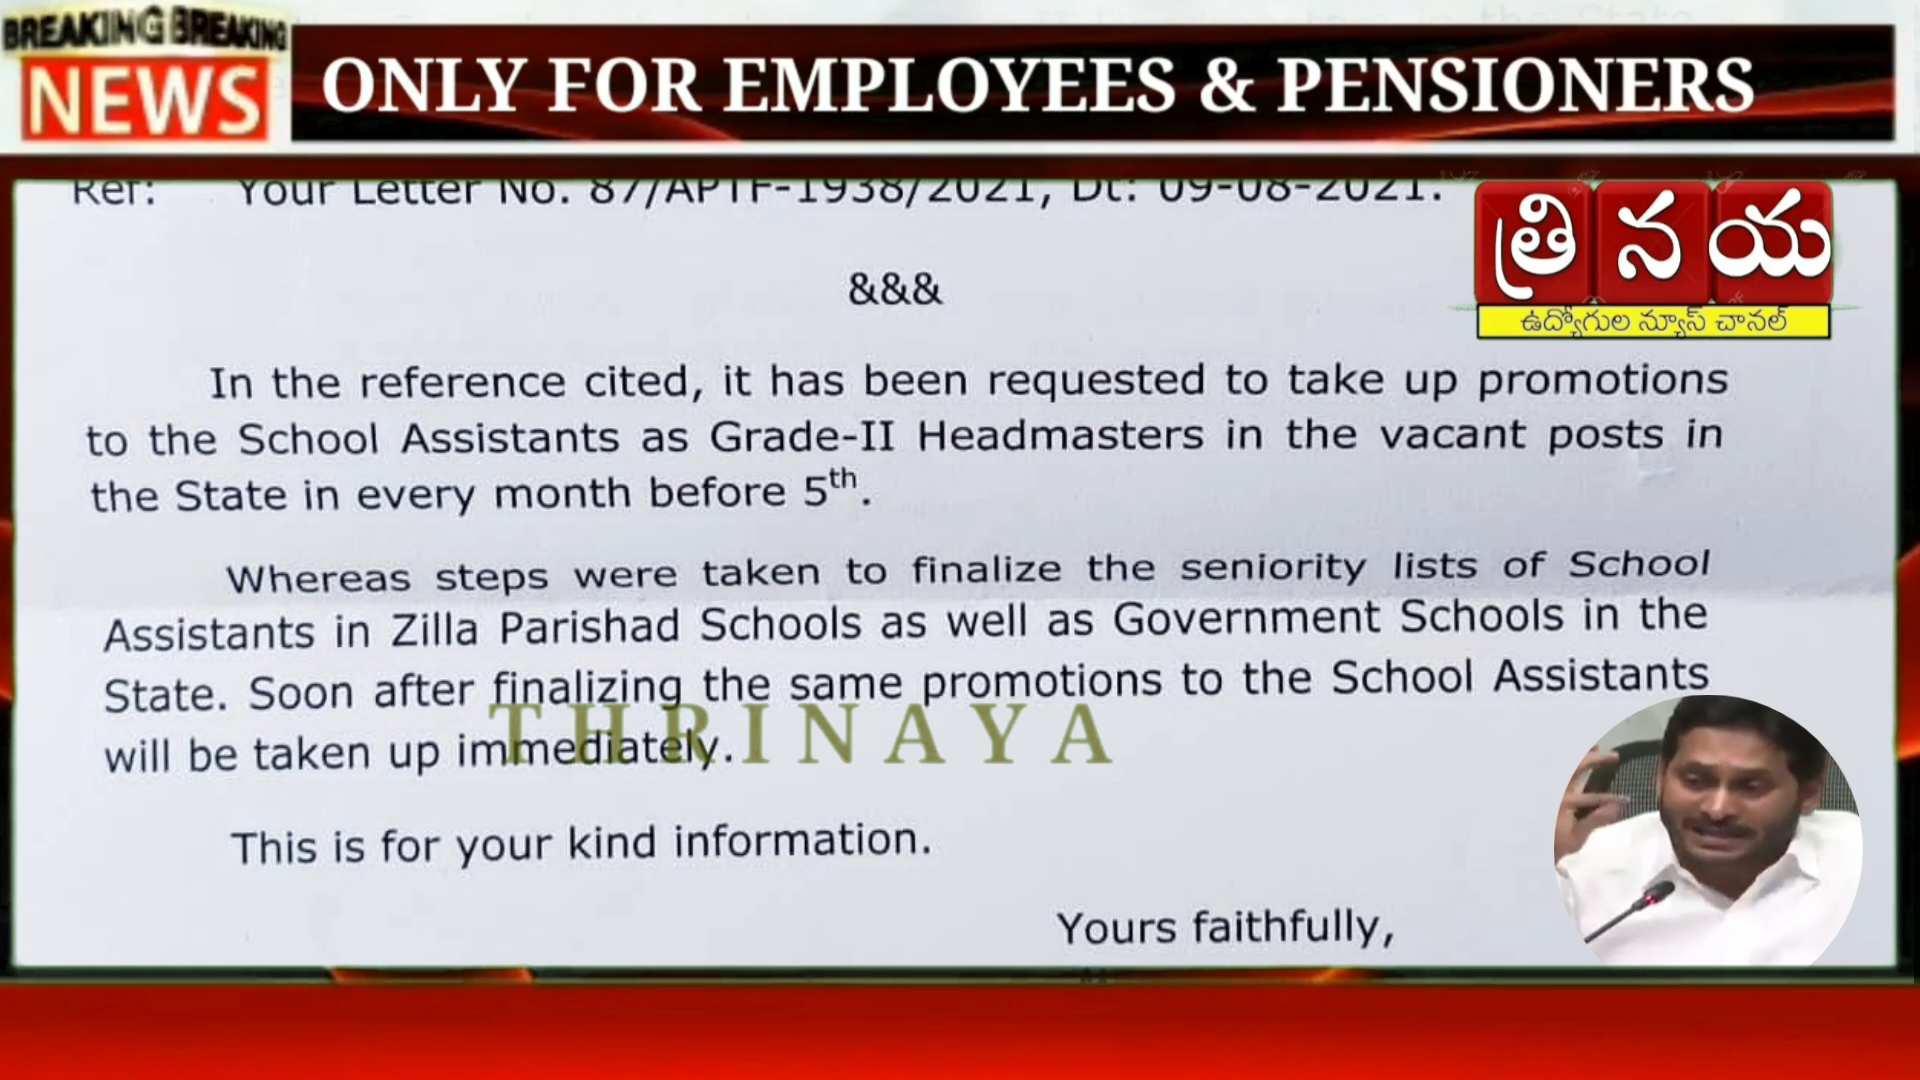 BREAKING BREAKING
NEWS
ONLY FOR EMPLOYEES & PENSIONERS
Ref: Your Letter No. 87/APTF-1938/2021, Dt: 09-08-2021.
త్రినయ
ఉద్యోగుల న్యూస్ చానల్
&&&
In the reference cited, it has been requested to take up promotions
to the School Assistants as Grade-II Headmasters in the vacant posts in
the State in every month before 5th.
Whereas steps were taken to finalize the seniority lists of School
Assistants in Zilla Parishad Schools as well as Government Schools in the
State. Soon after finalizing the same promotions to the School Assistants
will be taken up immediately.
THRINAYA
This is for your kind information.
Yours faithfully,